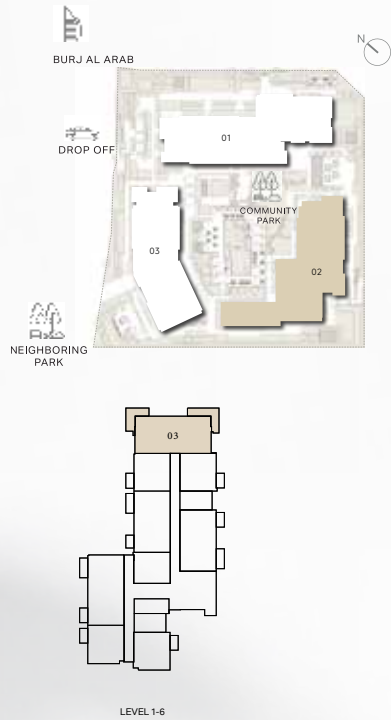 N
BURJ AL ARAB
01
DROP OFF
COMMUNITY
PARK
03
02
NEIGHBORING
PARK
03
LEVEL 1-6